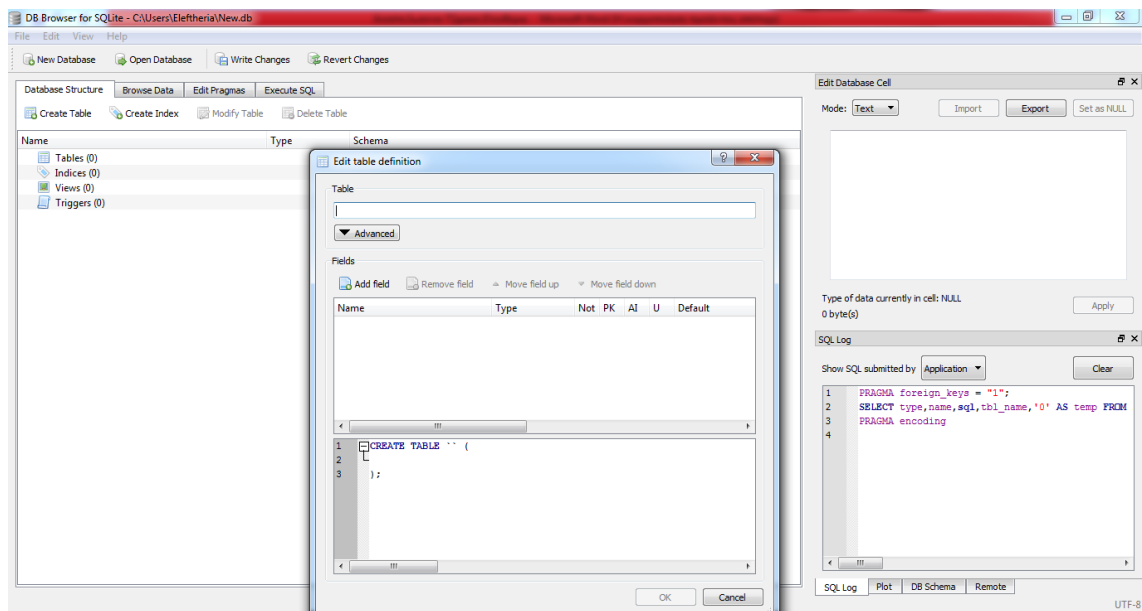 DB Browser for SQLite - C:\Users\Eleftheria\New.db
File Edit View Help
New Database Open Database Write Changes Revert Changes
Database Structure Browse Data Edit Pragmas Execute SQL
Create Table Create Index Modify Table Delete Table
Name Type Schema
Tables (0)
Indices (0)
Views (0)
Triggers (0)
Edit table definition
Table
Advanced
Fields
Add field Remove field Move field up Move field down
Name Type Not PK AI U Default
1 CREATE TABLE `` (
2
3 );
OK Cancel
Edit Database Cell
Mode: Text Import Export Set as NULL
Type of data currently in cell: NULL
0 byte(s)
Apply
SQL Log
Show SQL submitted by Application Clear
1 PRAGMA foreign_keys = "1";
2 SELECT type,name,sql,tbl_name,'0' AS temp FROM
3 PRAGMA encoding
4
SQL Log Plot DB Schema Remote
UTF-8